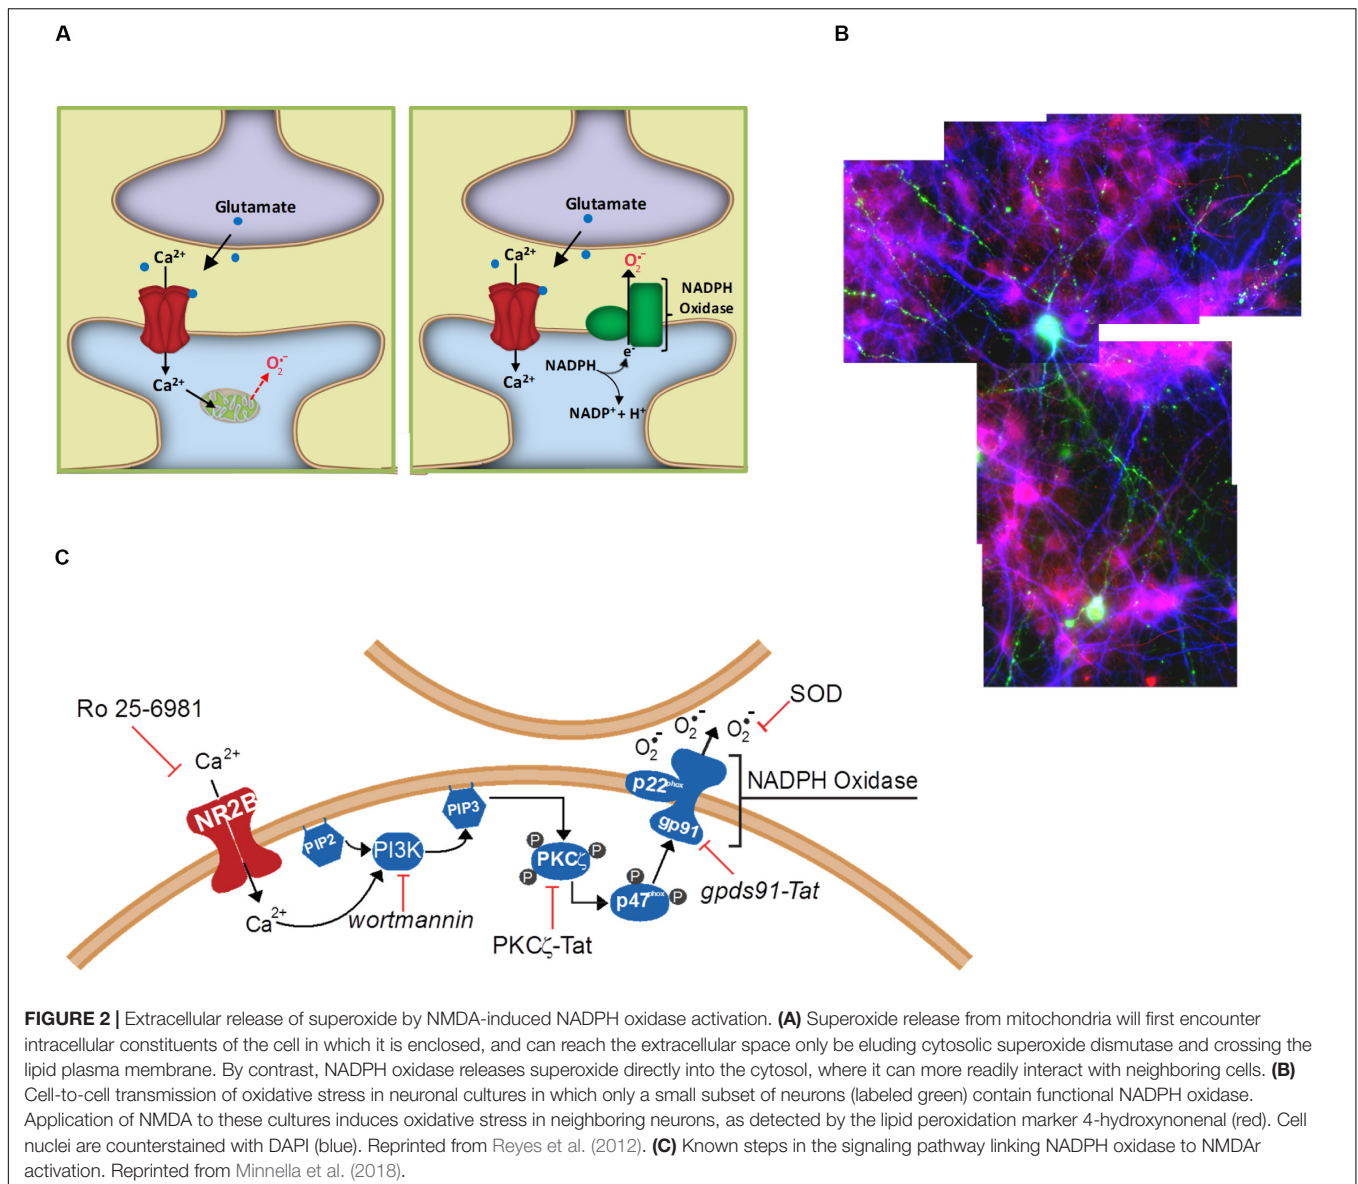 A
B
Glutamate
Ca2+
Ca2+
O2•−
Glutamate
Ca2+
O2•−
NADPH
Oxidase
e-
NADPH
Ca2+
NADP+ + H+
C
Ro 25-6981
Ca2+
NR2B
Ca2+
PIP2
PI3K
wortmannin
PIP3
P
P
P
PKCζ
PKCζ-Tat
P
P
p47phox
O2•−
O2•−
O2•−
SOD
p22phox
gp91
NADPH Oxidase
gpds91-Tat
FIGURE 2 | Extracellular release of superoxide by NMDA-induced NADPH oxidase activation. (A) Superoxide release from mitochondria will first encounter
intracellular constituents of the cell in which it is enclosed, and can reach the extracellular space only be eluding cytosolic superoxide dismutase and crossing the
lipid plasma membrane. By contrast, NADPH oxidase releases superoxide directly into the cytosol, where it can more readily interact with neighboring cells. (B)
Cell-to-cell transmission of oxidative stress in neuronal cultures in which only a small subset of neurons (labeled green) contain functional NADPH oxidase.
Application of NMDA to these cultures induces oxidative stress in neighboring neurons, as detected by the lipid peroxidation marker 4-hydroxynonenal (red). Cell
nuclei are counterstained with DAPI (blue). Reprinted from Reyes et al. (2012). (C) Known steps in the signaling pathway linking NADPH oxidase to NMDAr
activation. Reprinted from Minnella et al. (2018).